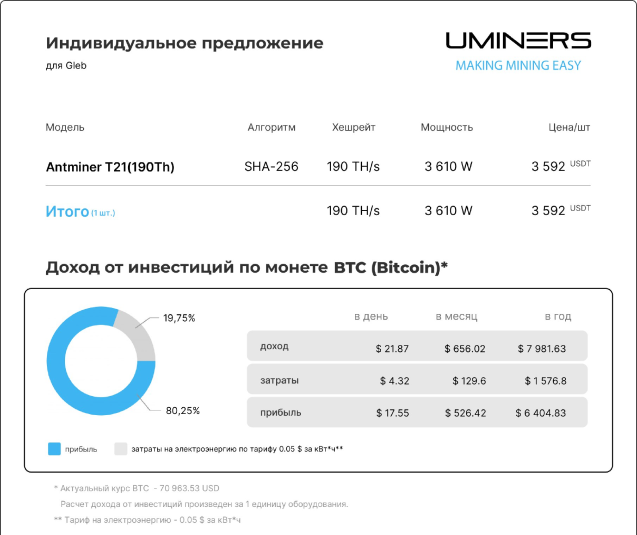 Индивидуальное предложение
для Gleb
UMINERS
MAKING MINING EASY
Модель Алгоритм Хешрейт Мощность Цена/шт
Antminer T21(190Th) SHA-256 190 TH/s 3 610 W 3 592 USDT
Итого (1 шт.) 190 TH/s 3 610 W 3 592 USDT
Доход от инвестиций по монете BTC (Bitcoin)*
19,75%
80,25%
в день в месяц в год
доход $ 21.87 $ 656.02 $ 7 981.63
затраты $ 4.32 $ 129.6 $ 1 576.8
прибыль $ 17.55 $ 526.42 $ 6 404.83
прибыль затраты на электроэнергию по тарифу 0.05 $ за кВт*ч**
* Актуальный курс BTC - 70 963.53 USD
Расчет дохода от инвестиций произведен за 1 единицу оборудования.
** Тариф на электроэнергию - 0.05 $ за кВт*ч